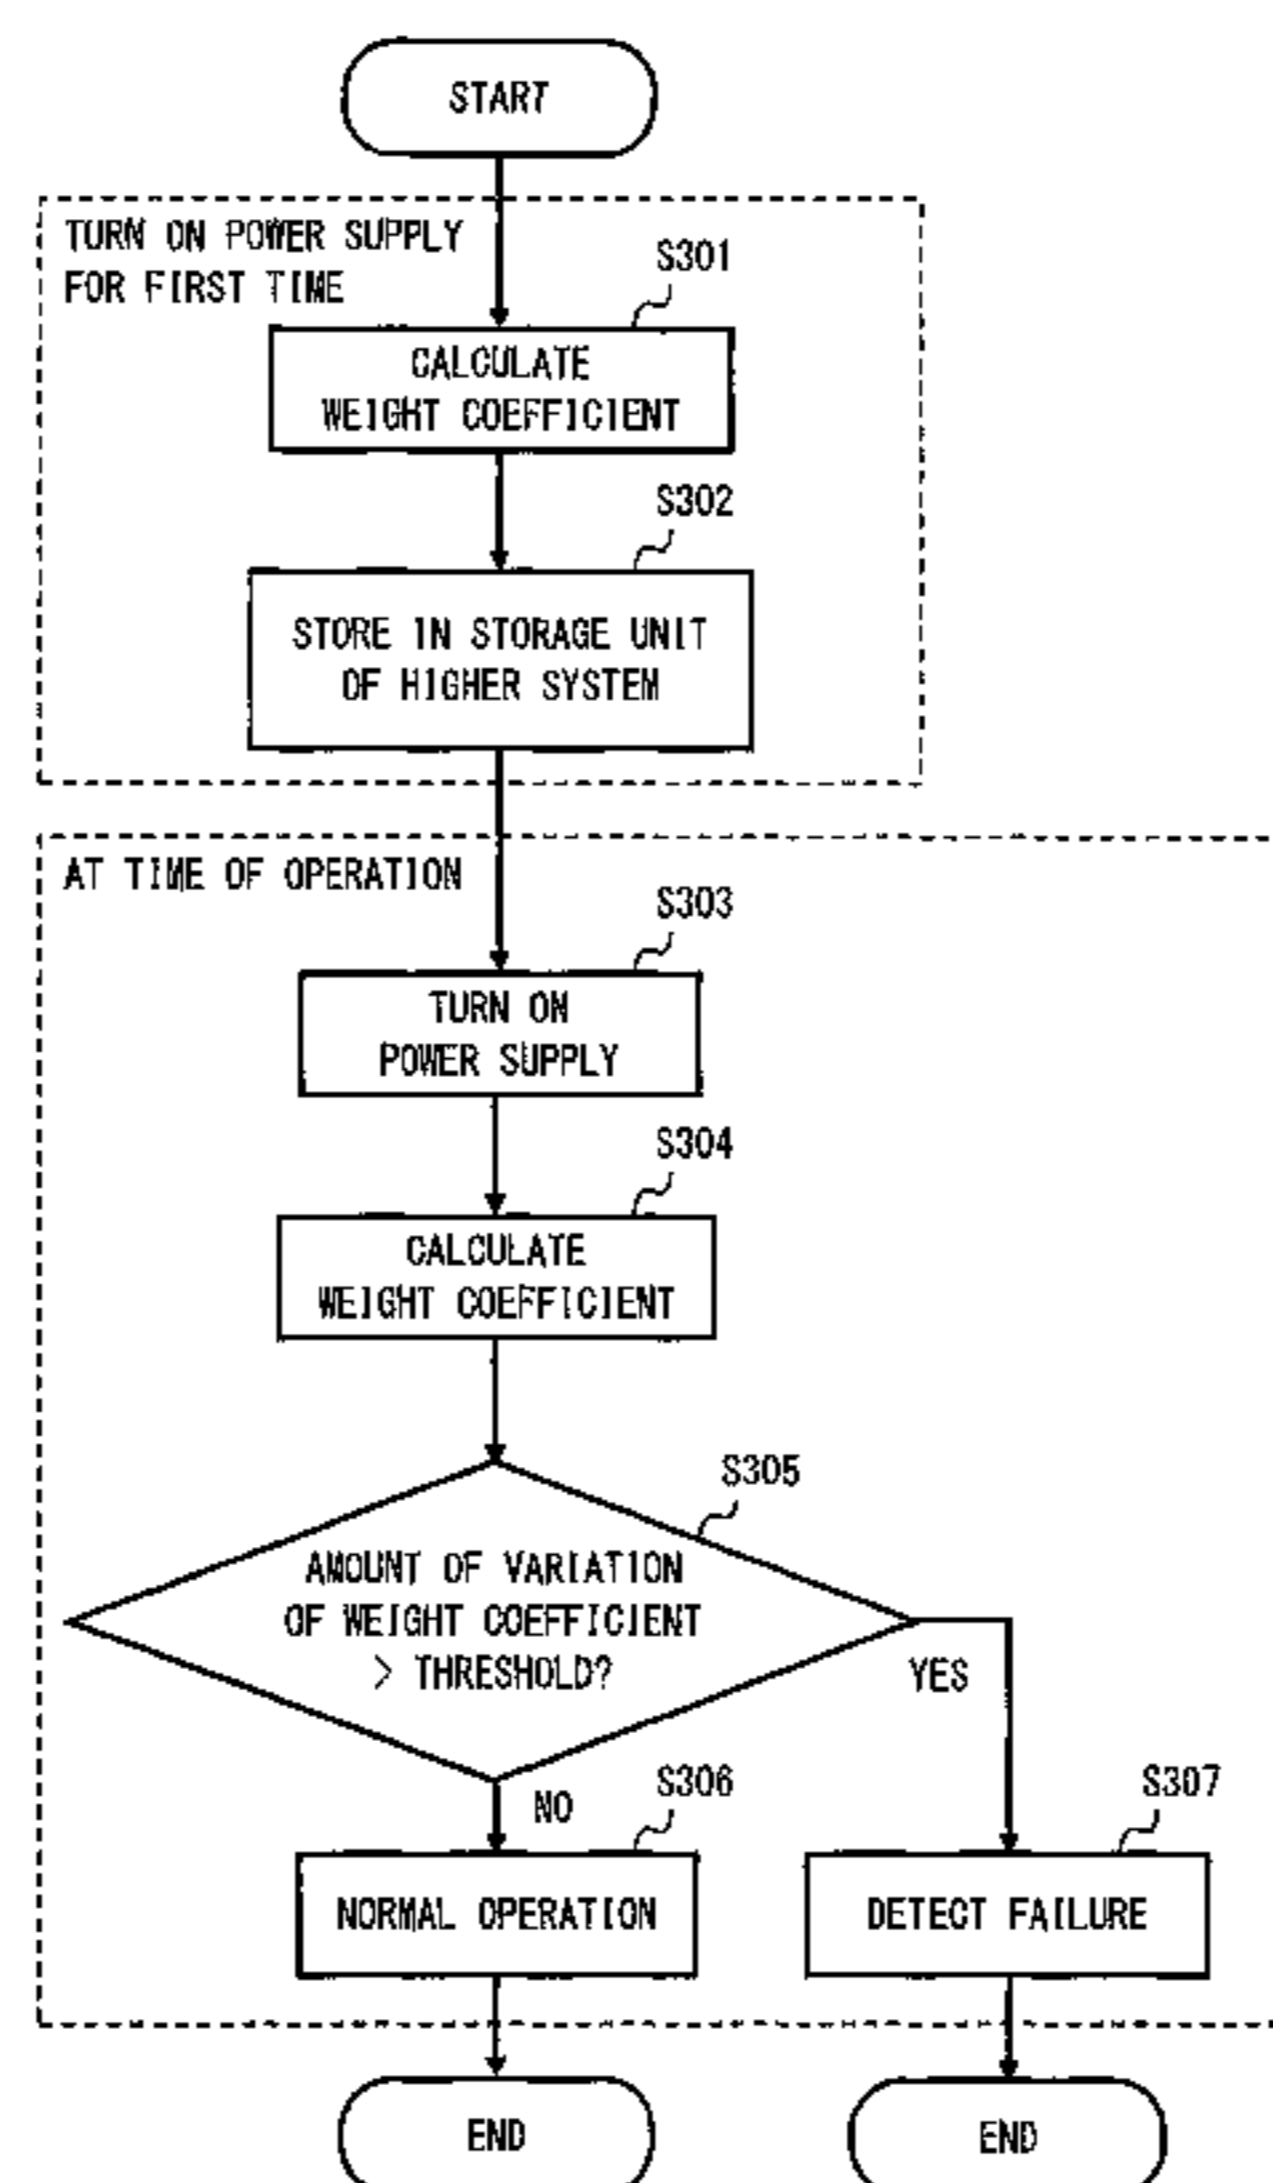 START
TURN ON POWER SUPPLY
FOR FIRST TIME
S301
CALCULATE
WEIGHT COEFFICIENT
S302
STORE IN STORAGE UNIT
OF HIGHER SYSTEM
AT TIME OF OPERATION
S303
TURN ON
POWER SUPPLY
S304
CALCULATE
WEIGHT COEFFICIENT
S305
AMOUNT OF VARIATION
OF WEIGHT COEFFICIENT
> THRESHOLD?
YES
NO
S306
NORMAL OPERATION
S307
DETECT FAILURE
END
END